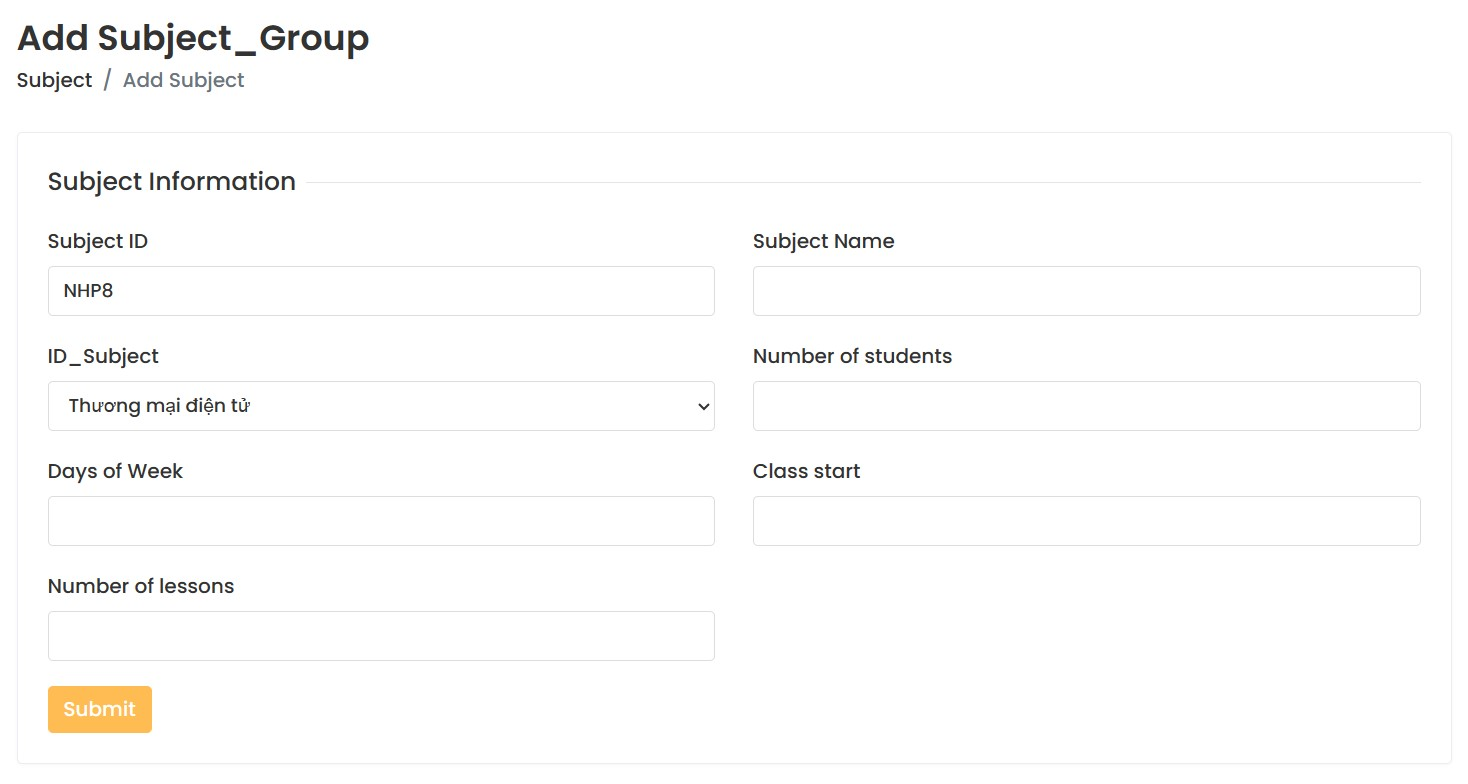 Add Subject_Group
Subject / Add Subject
Subject Information
Subject ID
Subject Name
NHP8
ID_Subject
Number of students
Thương mại điện tử
Days of Week
Class start
Number of lessons
Submit